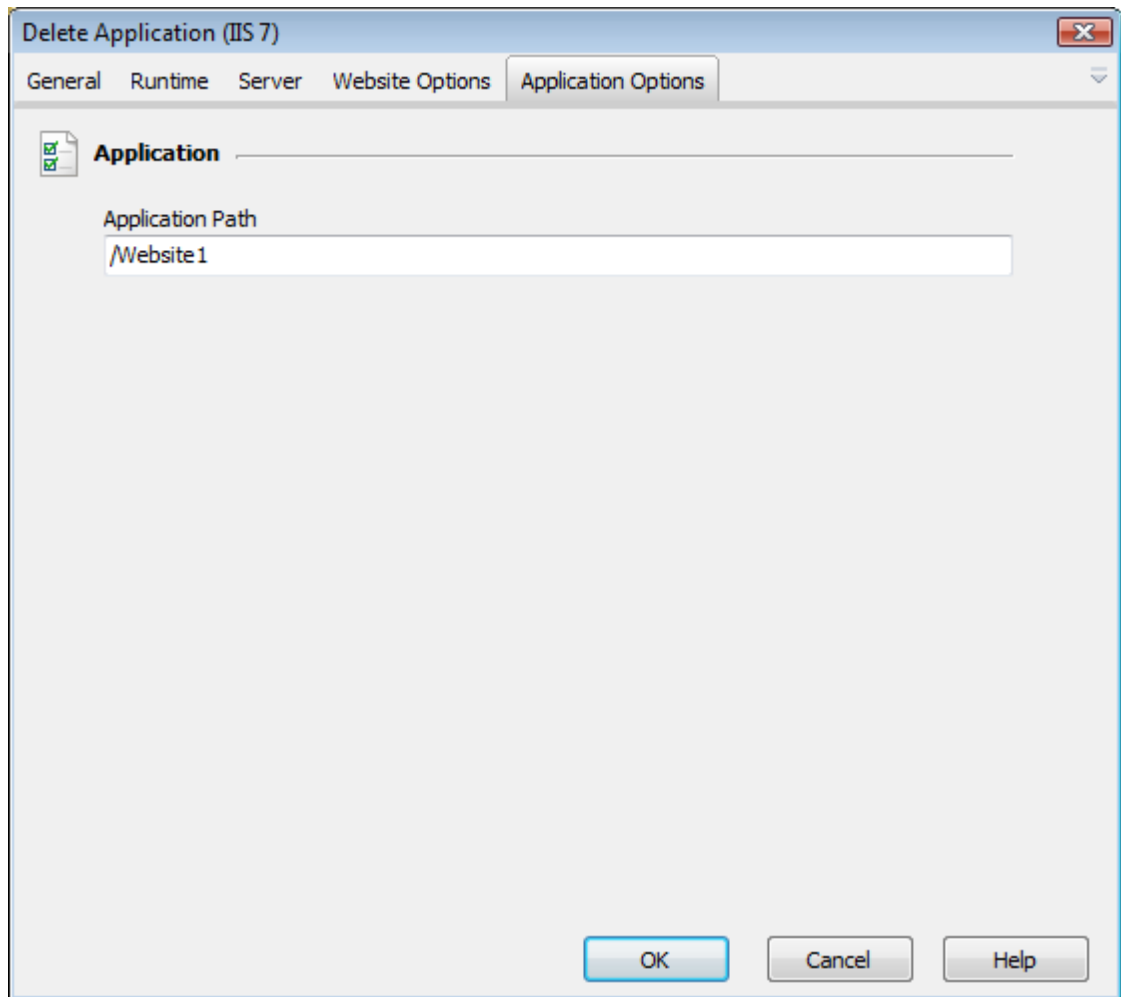 Delete Application (IIS 7)
General Runtime Server Website Options Application Options
Application
Application Path
/Website1
OK Cancel Help